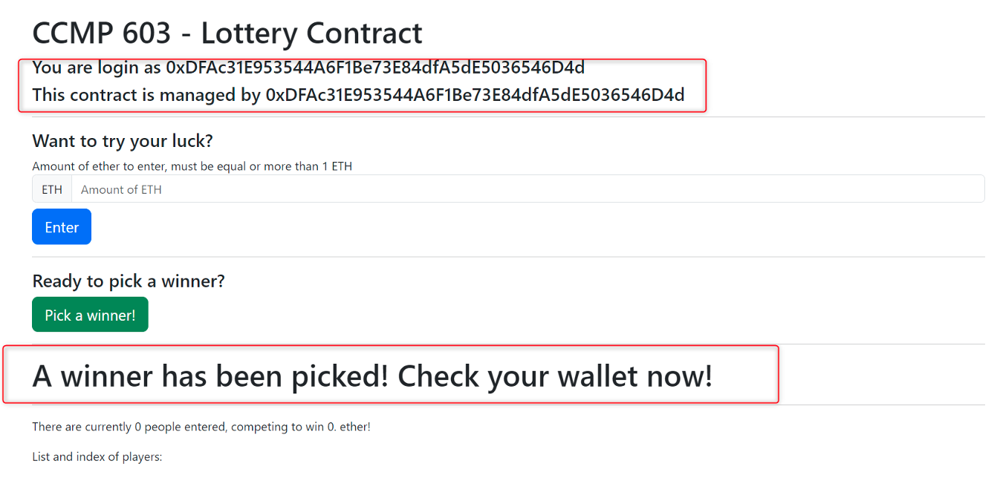 CCMP 603 - Lottery Contract
You are login as 0xDFAc31E953544A6F1Be73E84dfA5dE5036546D4d
This contract is managed by 0xDFAc31E953544A6F1Be73E84dfA5dE5036546D4d
Want to try your luck?
Amount of ether to enter, must be equal or more than 1 ETH
ETH Amount of ETH
Enter
Ready to pick a winner?
Pick a winner!
A winner has been picked! Check your wallet now!
There are currently 0 people entered, competing to win 0. ether!
List and index of players: